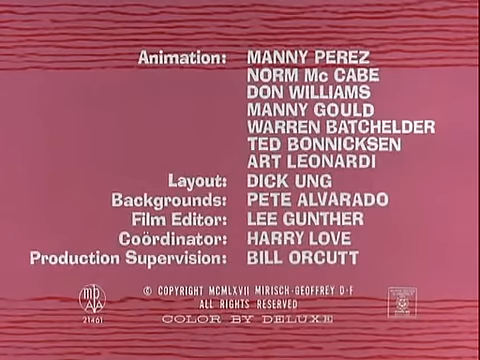 Animation: MANNY PEREZ
NORM Mc CABE
DON WILLIAMS
MANNY GOULD
WARREN BATCHELDER
TED BONNICKSEN
ART LEONARDI
Layout: DICK UNG
Backgrounds: PETE ALVARADO
Film Editor: LEE GUNTHER
Coördinator: HARRY LOVE
Production Supervision: BILL ORCUTT
© COPYRIGHT MCMLXVII MIRISCH-GEOFFREY D-F
ALL RIGHTS RESERVED
COLOR BY DELUXE
21401